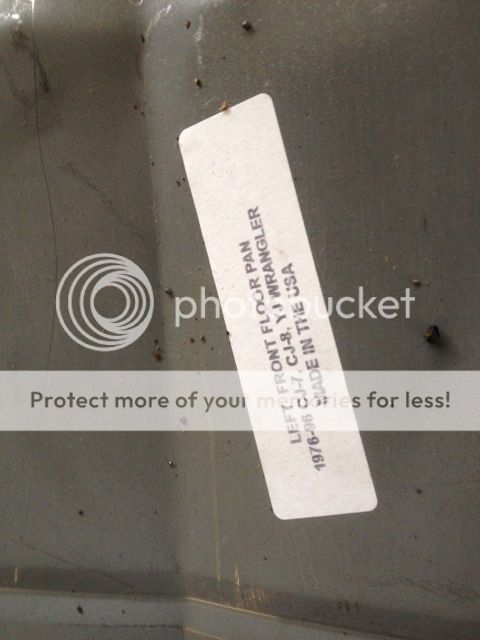 LEFT FRONT FLOOR PAN
1976-96 CJ-7, CJ-8, YJ WRANGLER
MADE IN THE USA
photobucket
Protect more of your memories for less!